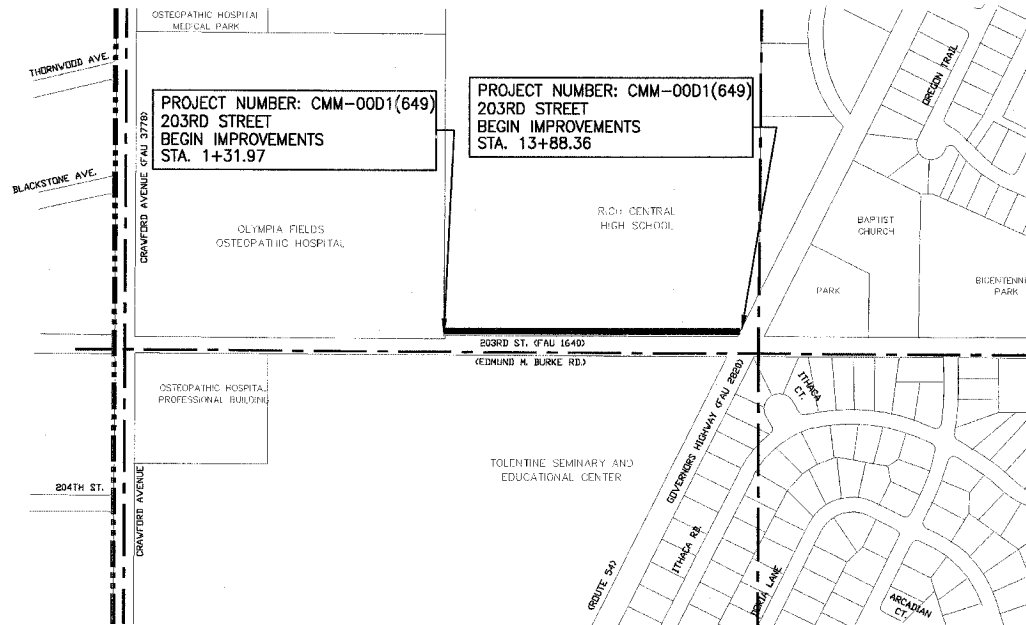 OSTEOPATHIC HOSPITAL
MEDICAL PARK
THORNWOOD AVE.
PROJECT NUMBER: CMM-00D1(649)
203RD STREET
BEGIN IMPROVEMENTS
STA. 1+31.97
PROJECT NUMBER: CMM-00D1(649)
203RD STREET
BEGIN IMPROVEMENTS
STA. 13+88.36
OREGON TRAIL
BLACKSTONE AVE.
CRAWFORD AVENUE (FAU 3778)
OLYMPIA FIELDS
OSTEOPATHIC HOSPITAL
RICH CENTRAL
HIGH SCHOOL
BAPTIST
CHURCH
PARK
BICENTENNI
PARK
203RD ST. (FAU 1640)
(EDMUND M. BURKE RD.)
OSTEOPATHIC HOSPITAL
PROFESSIONAL BUILDING
ITHACA
CT.
GOVERNORS HIGHWAY (FAU 2820)
TOLENTINE SEMINARY AND
EDUCATIONAL CENTER
204TH ST.
CRAWFORD AVENUE
ITHACA RD.
(ROUTE 54)
LANE
ARCADIAN
CT.